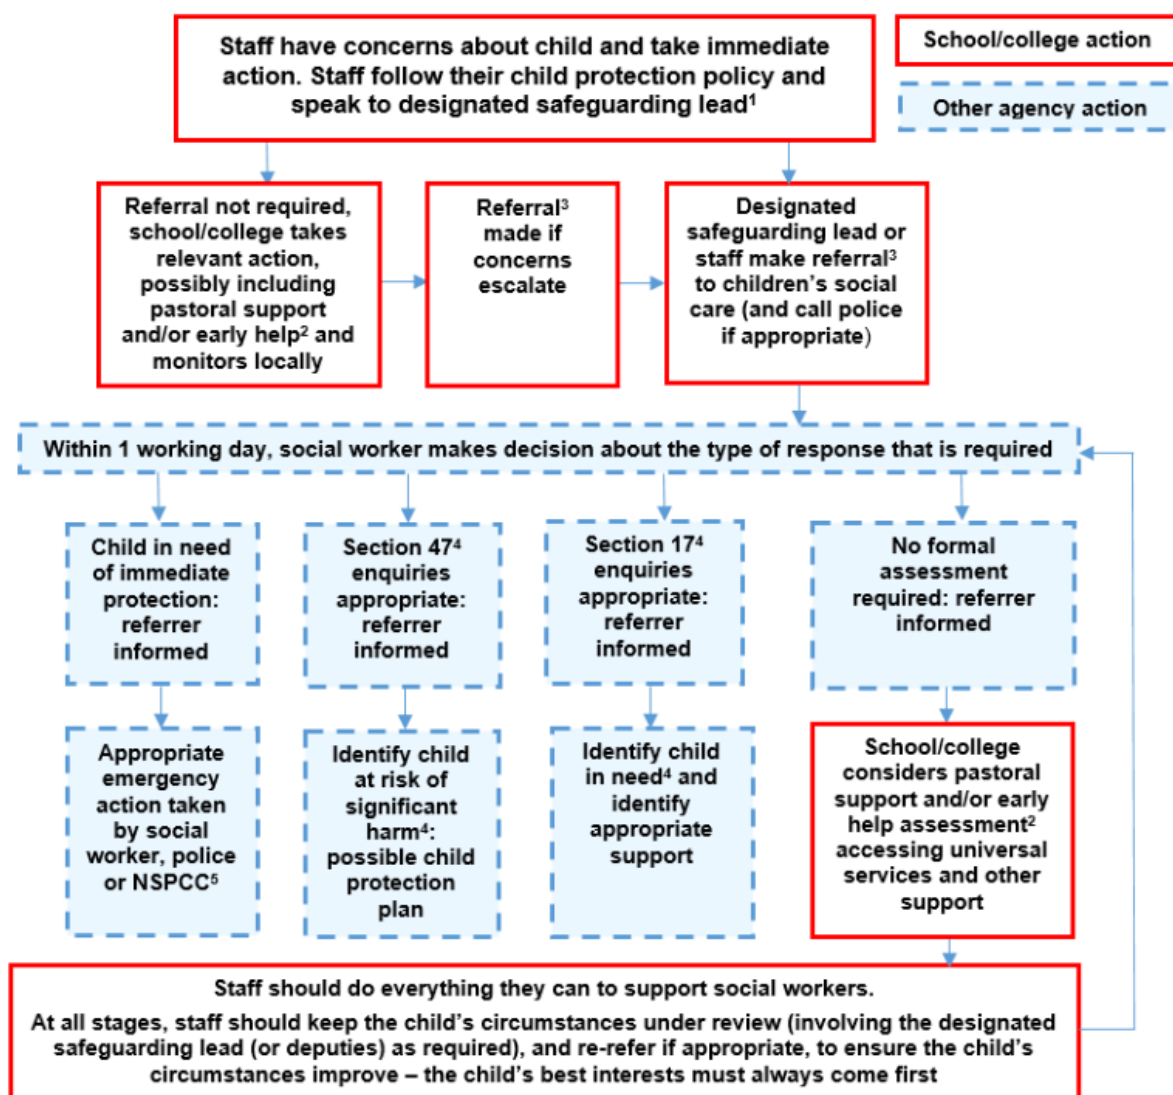 Staff have concerns about child and take immediate
action. Staff follow their child protection policy and
speak to designated safeguarding lead¹
School/college action
Other agency action
Referral not required,
school/college takes
relevant action,
possibly including
pastoral support
and/or early help² and
monitors locally
Referral³
made if
concerns
escalate
Designated
safeguarding lead or
staff make referral³
to children’s social
care (and call police
if appropriate)
Within 1 working day, social worker makes decision about the type of response that is required
Child in need
of immediate
protection:
referrer
informed
Section 47⁴
enquiries
appropriate:
referrer
informed
Section 17⁴
enquiries
appropriate:
referrer
informed
No formal
assessment
required: referrer
informed
Appropriate
emergency
action taken
by social
worker, police
or NSPCC⁵
Identify child
at risk of
significant
harm⁴:
possible child
protection
plan
Identify child
in need⁴ and
identify
appropriate
support
School/college
considers pastoral
support and/or early
help assessment²
accessing universal
services and other
support
Staff should do everything they can to support social workers.
At all stages, staff should keep the child’s circumstances under review (involving the designated
safeguarding lead (or deputies) as required), and re-refer if appropriate, to ensure the child’s
circumstances improve – the child’s best interests must always come first